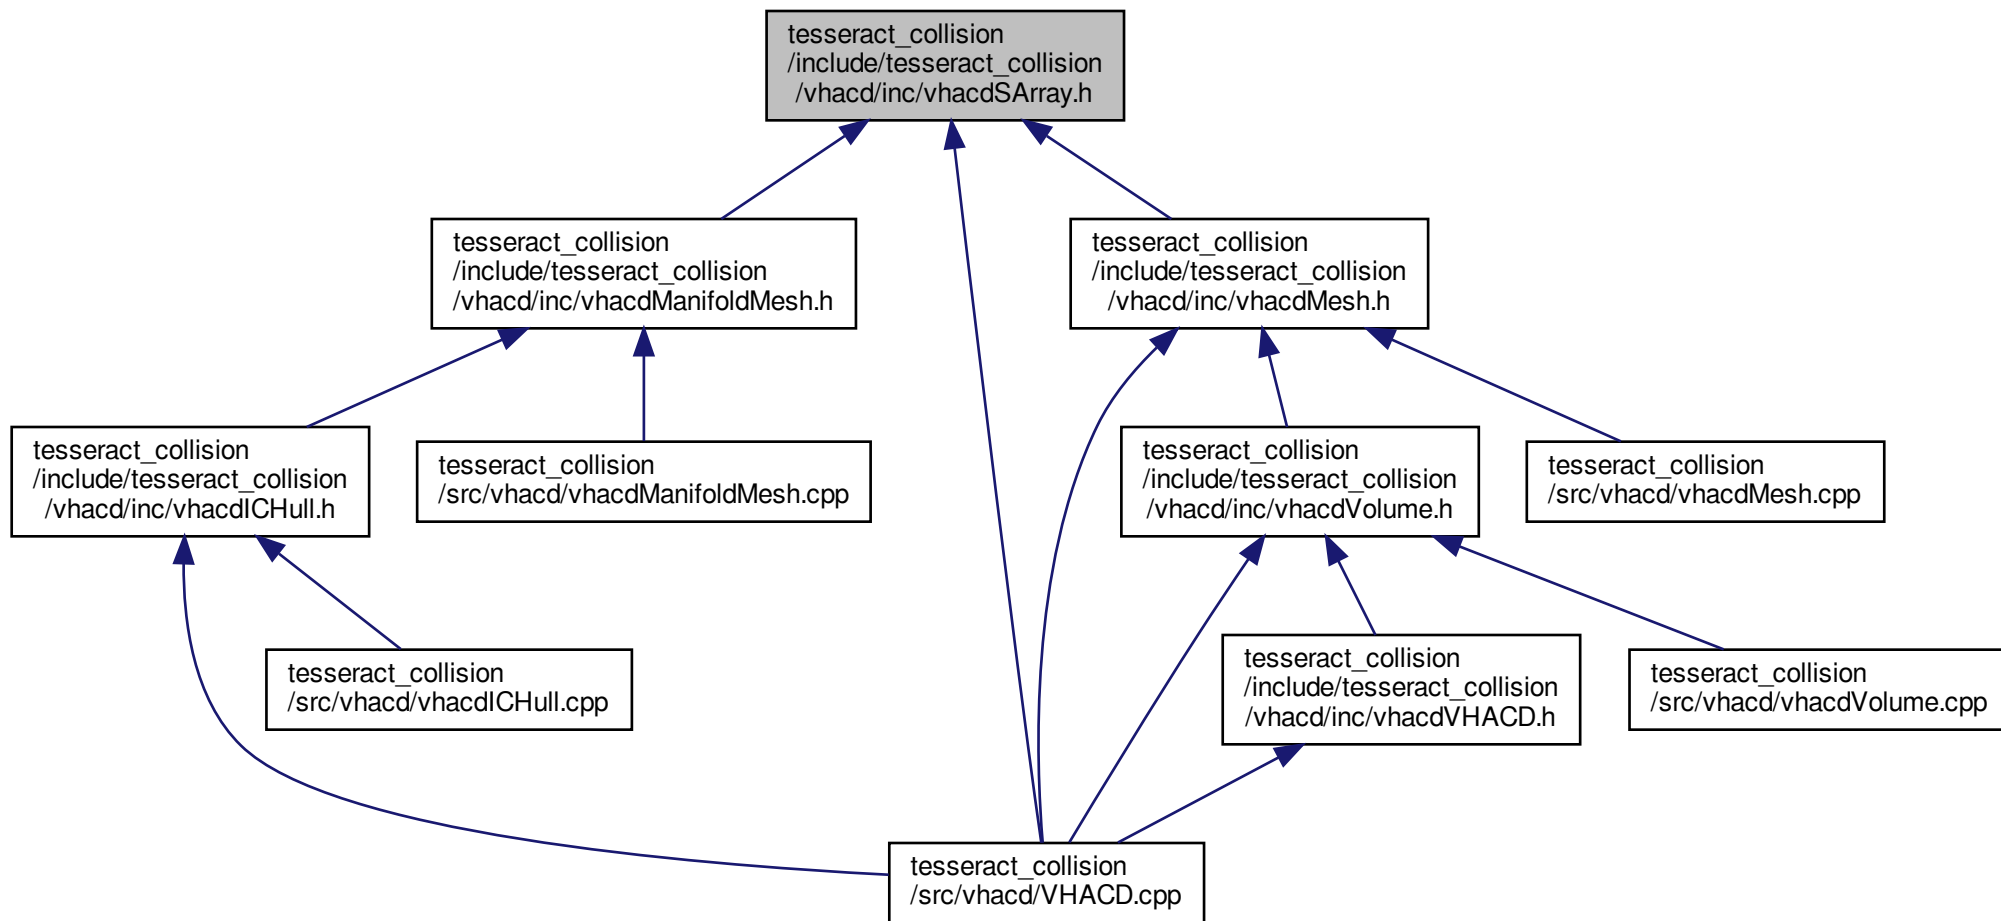 tesseract_collision
/include/tesseract_collision
/vhacd/inc/vhacdSArray.h
tesseract_collision
/include/tesseract_collision
/vhacd/inc/vhacdManifoldMesh.h
tesseract_collision
/include/tesseract_collision
/vhacd/inc/vhacdMesh.h
tesseract_collision
/include/tesseract_collision
/vhacd/inc/vhacdICHull.h
tesseract_collision
/src/vhacd/vhacdManifoldMesh.cpp
tesseract_collision
/include/tesseract_collision
/vhacd/inc/vhacdVolume.h
tesseract_collision
/src/vhacd/vhacdMesh.cpp
tesseract_collision
/src/vhacd/vhacdICHull.cpp
tesseract_collision
/include/tesseract_collision
/vhacd/inc/vhacdVHACD.h
tesseract_collision
/src/vhacd/vhacdVolume.cpp
tesseract_collision
/src/vhacd/VHACD.cpp